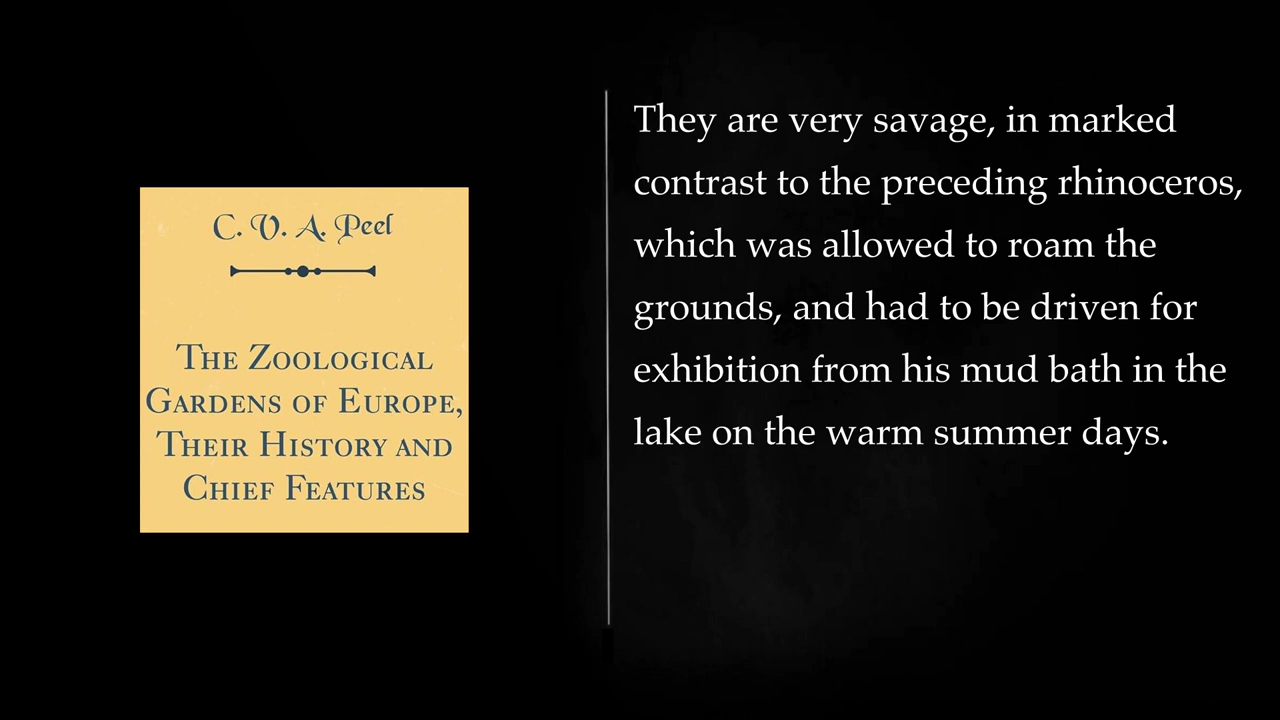 C. V. A. Peel
The Zoological
Gardens of Europe,
Their History and
Chief Features
They are very savage, in marked
contrast to the preceding rhinoceros,
which was allowed to roam the
grounds, and had to be driven for
exhibition from his mud bath in the
lake on the warm summer days.